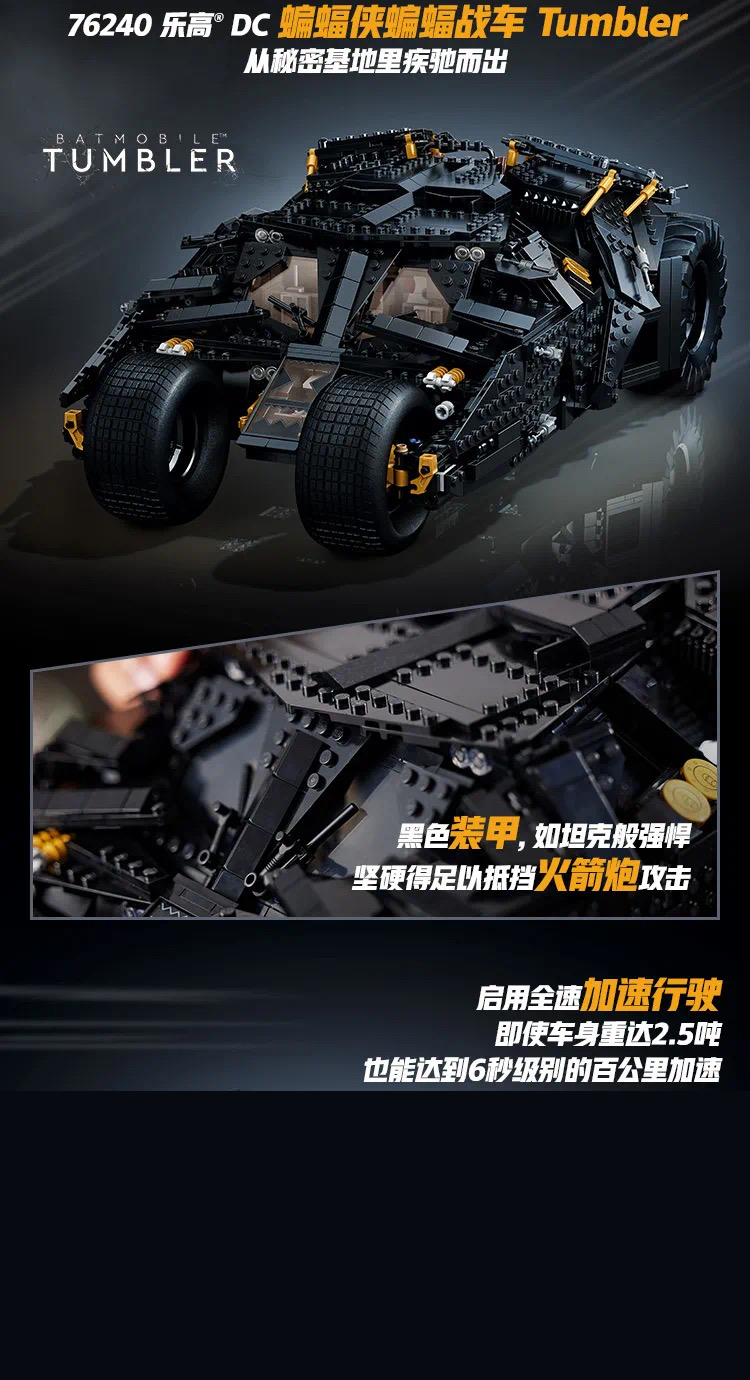 76240 乐高® DC 蝙蝠侠蝙蝠战车 Tumbler
从秘密基地里疾驰而出
BATMOBILE™
TUMBLER
黑色装甲, 如坦克般强悍
坚硬得足以抵挡火箭炮攻击
启用全速加速行驶
即使车身重达2.5吨
也能达到6秒级别的百公里加速